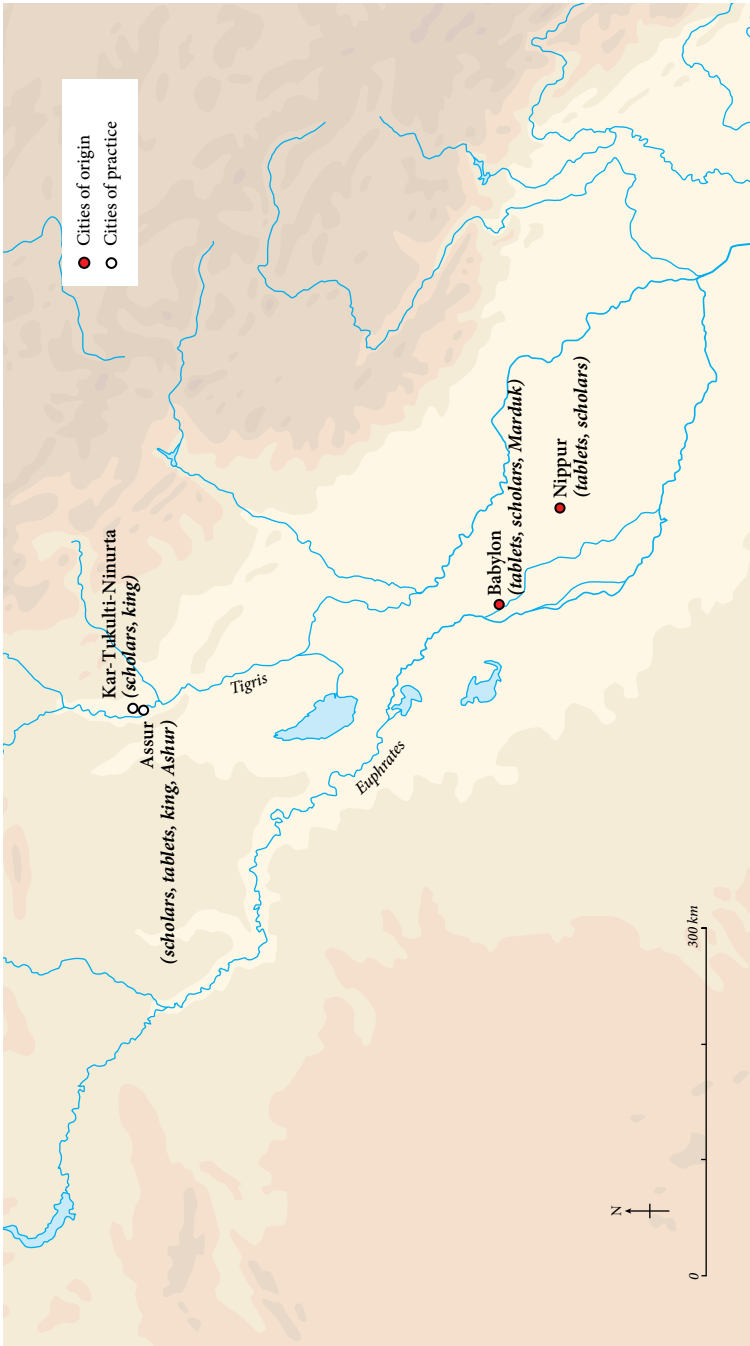 Cities of origin
Cities of practice
Kar-Tukulti-Ninurta
(scholars, king)
Assur
(scholars, tablets, king, Ashur)
Tigris
Euphrates
Babylon
(tablets, scholars, Marduk)
Nippur
(tablets, scholars)
N
0
300 km